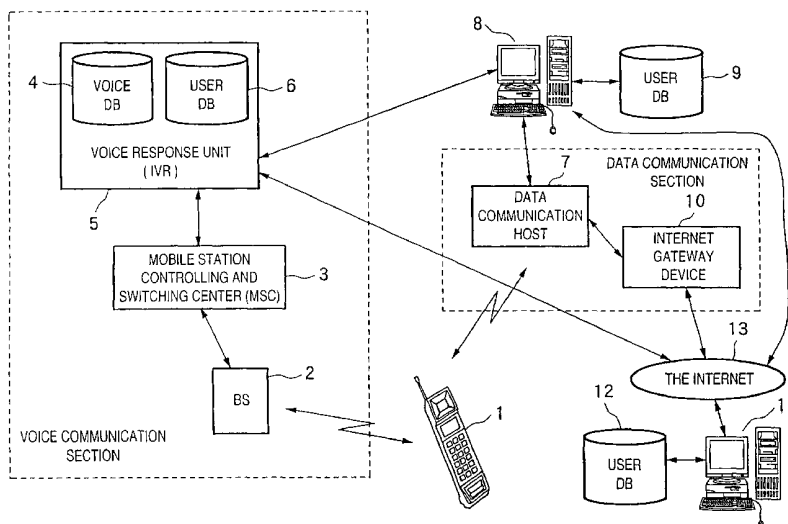 8
4
VOICE
DB
USER
DB
6
USER
DB
9
VOICE RESPONSE UNIT
( IVR )
5
7
DATA COMMUNICATION
SECTION
DATA
COMMUNICATION
HOST
10
INTERNET
GATEWAY
DEVICE
MOBILE STATION
CONTROLLING AND
SWITCHING CENTER (MSC)
3
13
THE INTERNET
2
BS
1
12
USER
DB
1
VOICE COMMUNICATION
SECTION